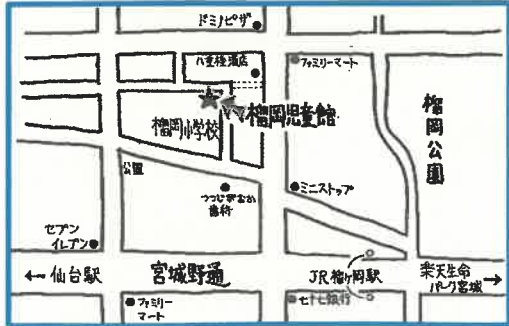 ドミノピザ
八重桜酒店
ファミリーマート
榴岡児童館
榴岡小学校
榴岡公園
公園
つつじがおか
歯科
ミニストップ
セブン
イレブン
←仙台駅
宮城野通
JR榴ヶ岡駅
楽天生命
パーク宮城→
ファミリー
マート
七十七銀行